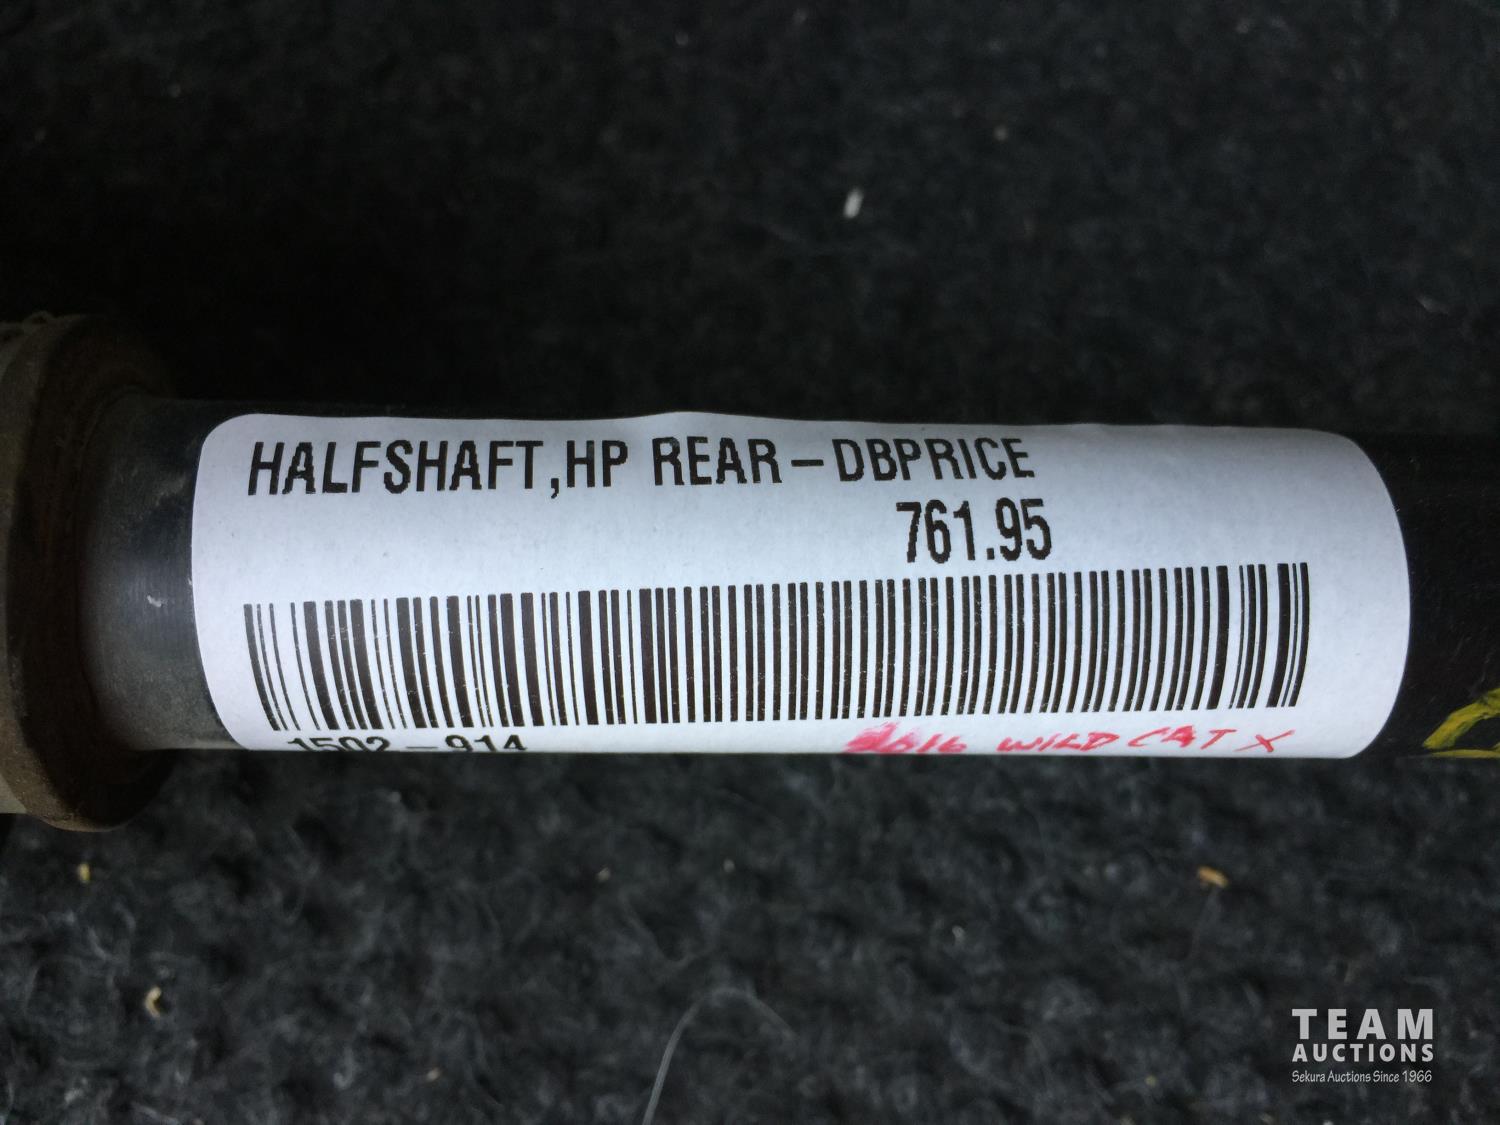 HALFSHAFT,HP REAR-DBPRICE
761.95
1502-914
2016 WILD CAT X
TEAM
AUCTIONS
Sekura Auctions Since 1966